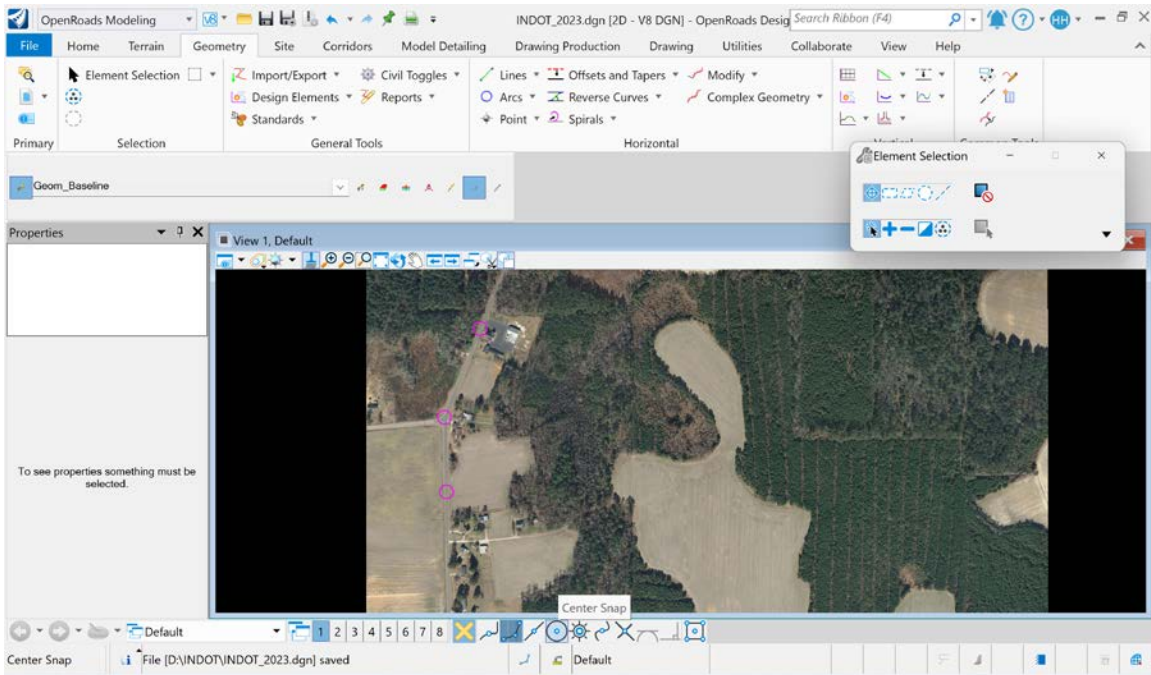 OpenRoads Modeling
INDOT_2023.dgn [2D - V8 DGN] - OpenRoads Desig
Search Ribbon (F4)
HH
File Home Terrain Geometry Site Corridors Model Detailing Drawing Production Drawing Utilities Collaborate View Help
Element Selection
Import/Export
Civil Toggles
Lines
Offsets and Tapers
Modify
Design Elements
Reports
Arcs
Reverse Curves
Complex Geometry
Standards
Point
Spirals
Primary Selection General Tools Horizontal
Element Selection
Geom_Baseline
Properties
View 1, Default
To see properties something must be
selected.
Center Snap
Default
1 2 3 4 5 6 7 8
Center Snap
File [D:\INDOT\INDOT_2023.dgn] saved
Default